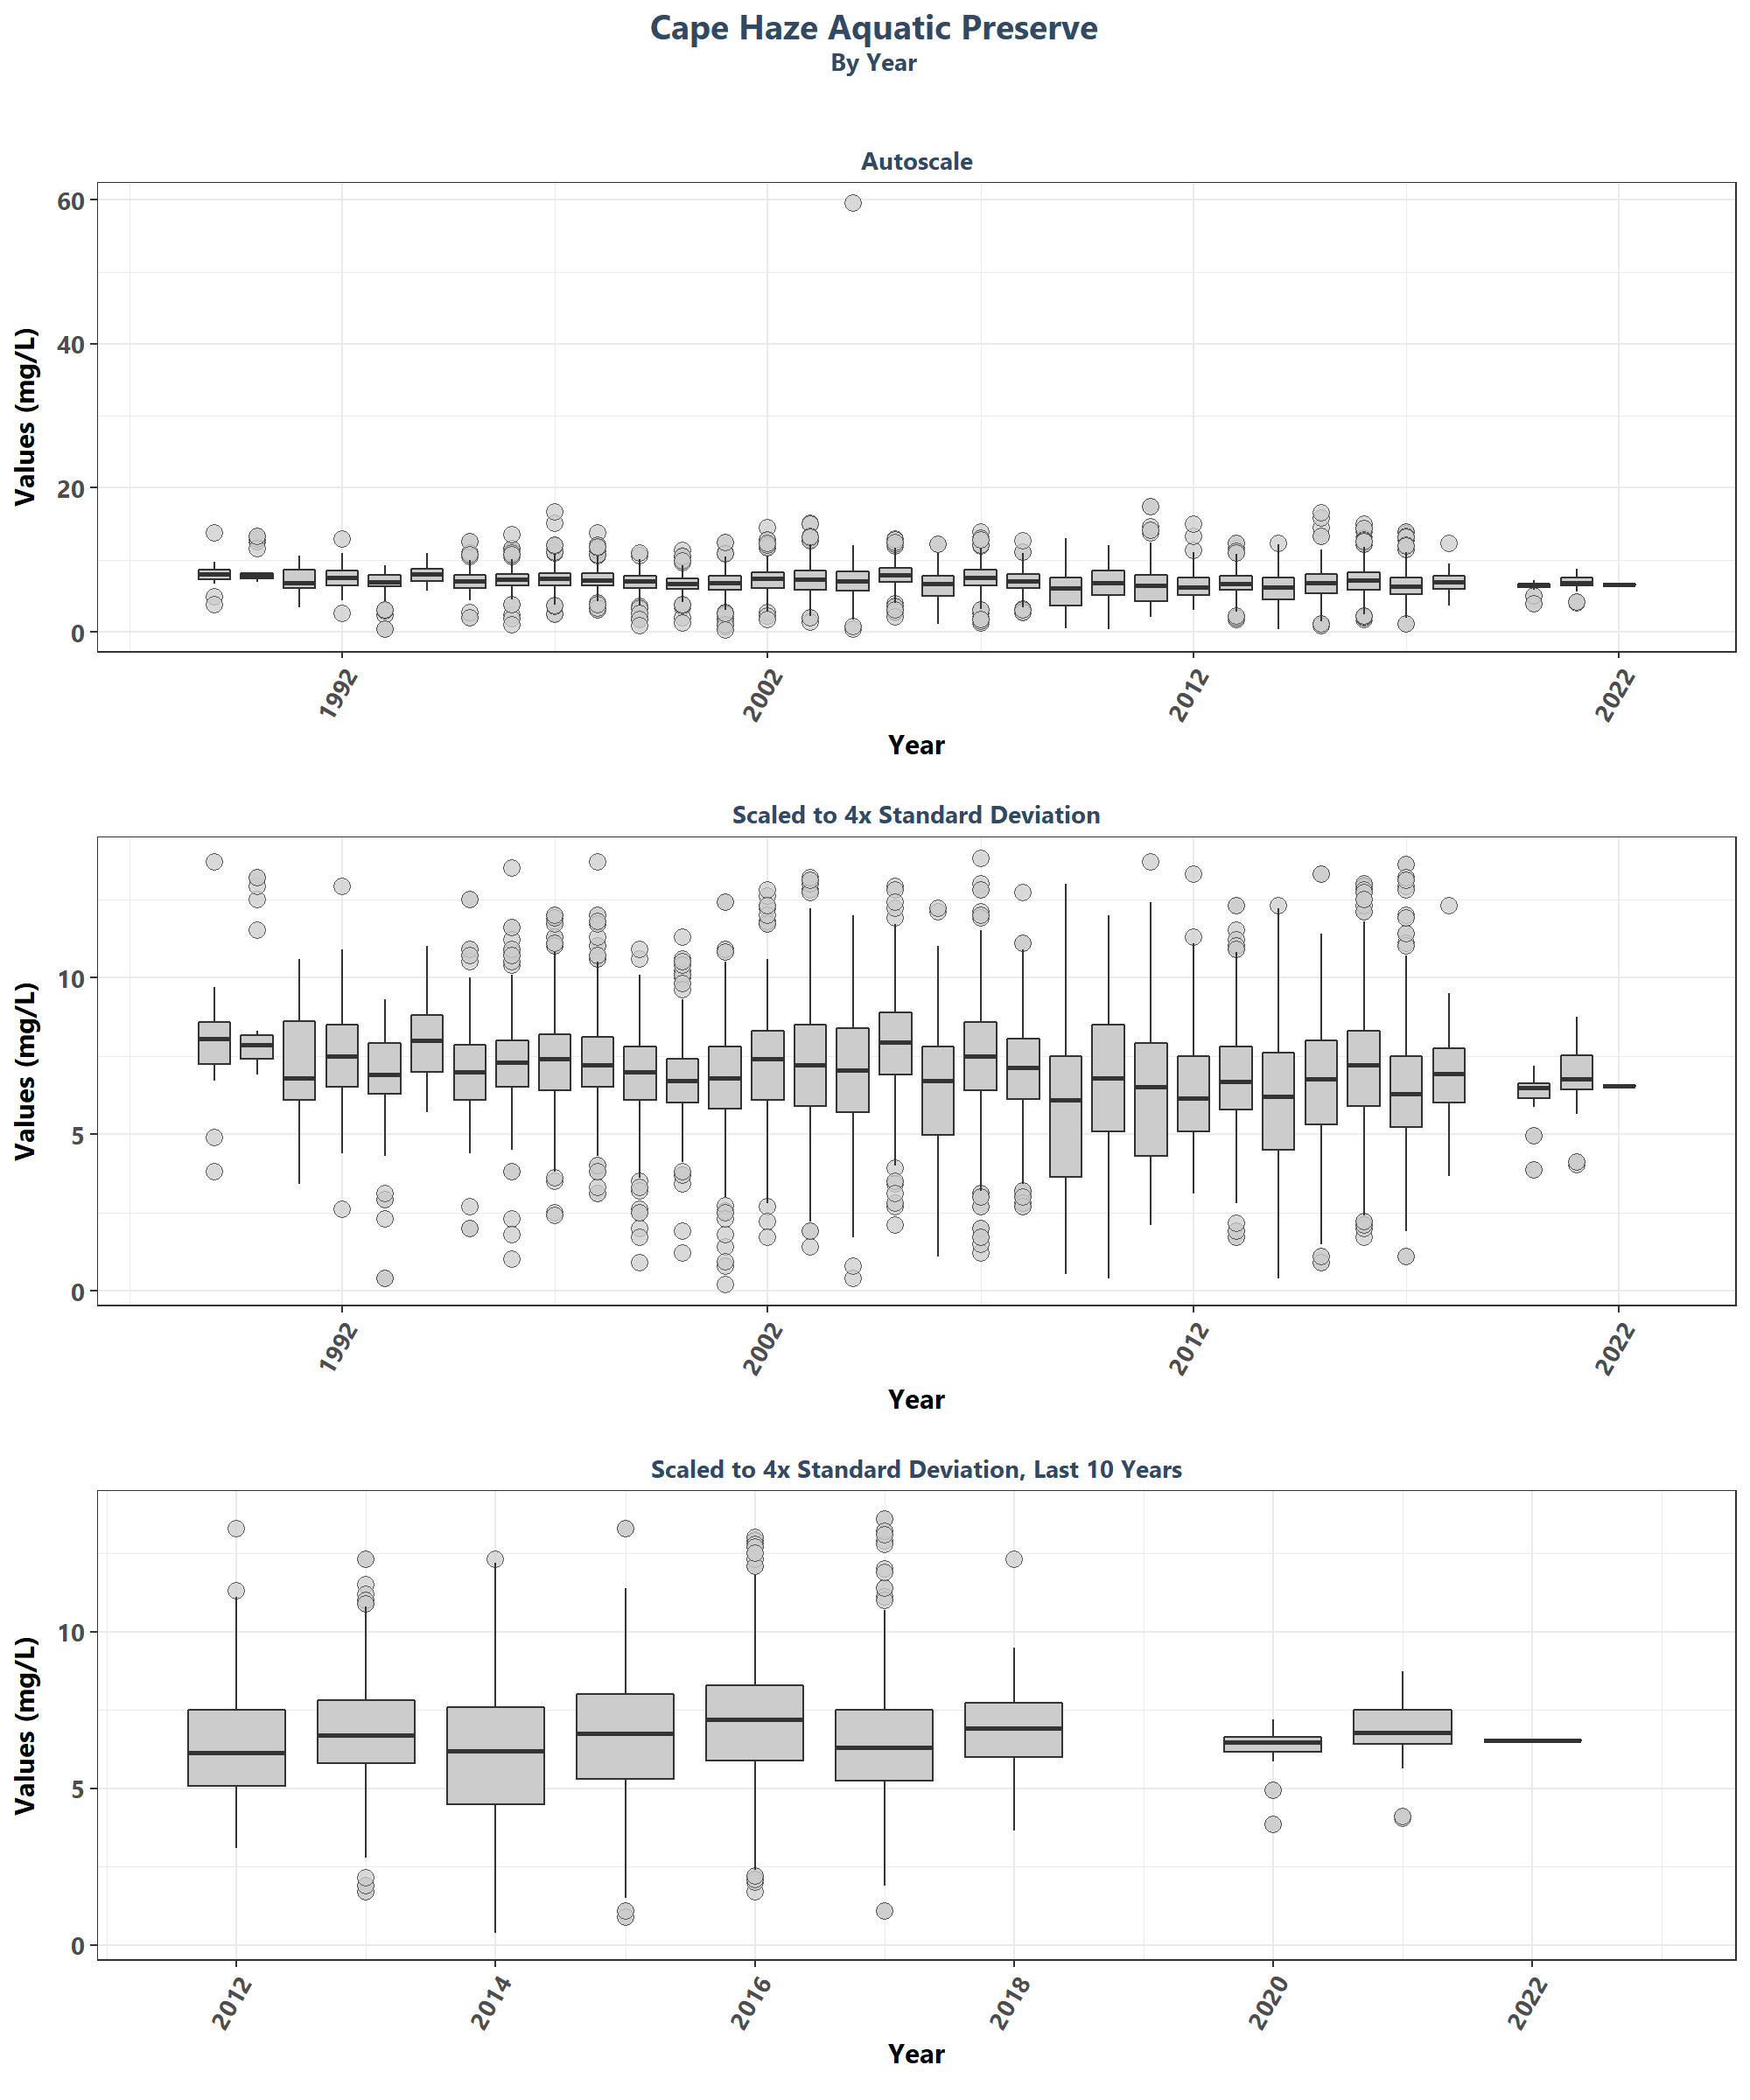 Cape Haze Aquatic Preserve
By Year
Autoscale
Values (mg/L)
60
40
20
0
1992
2002
2012
2022
Year
Scaled to 4x Standard Deviation
Values (mg/L)
10
5
0
1992
2002
2012
2022
Year
Scaled to 4x Standard Deviation, Last 10 Years
Values (mg/L)
10
5
0
2012
2014
2016
2018
2020
2022
Year